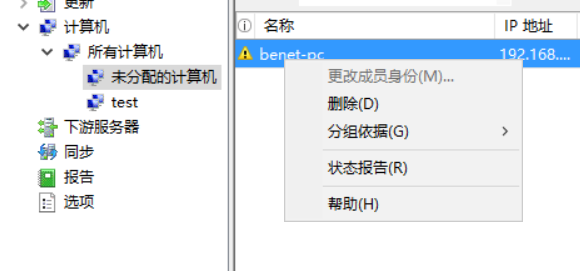 更新
计算机
所有计算机
未分配的计算机
test
下游服务器
同步
报告
选项
名称
IP 地址
benet-pc
192.168....
更改成员身份(M)...
删除(D)
分组依据(G)
状态报告(R)
帮助(H)